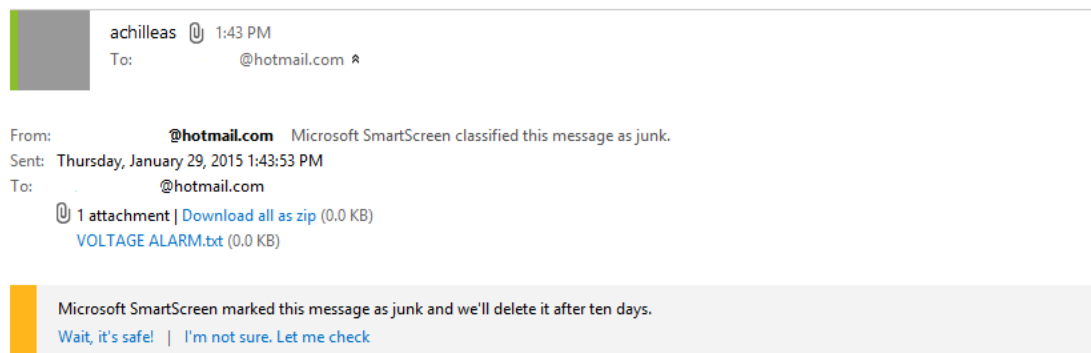 achilleas 1:43 PM
To: @hotmail.com
From: @hotmail.com Microsoft SmartScreen classified this message as junk.
Sent: Thursday, January 29, 2015 1:43:53 PM
To: @hotmail.com
1 attachment | Download all as zip (0.0 KB)
VOLTAGE ALARM.txt (0.0 KB)
Microsoft SmartScreen marked this message as junk and we'll delete it after ten days.
Wait, it's safe! | I'm not sure. Let me check